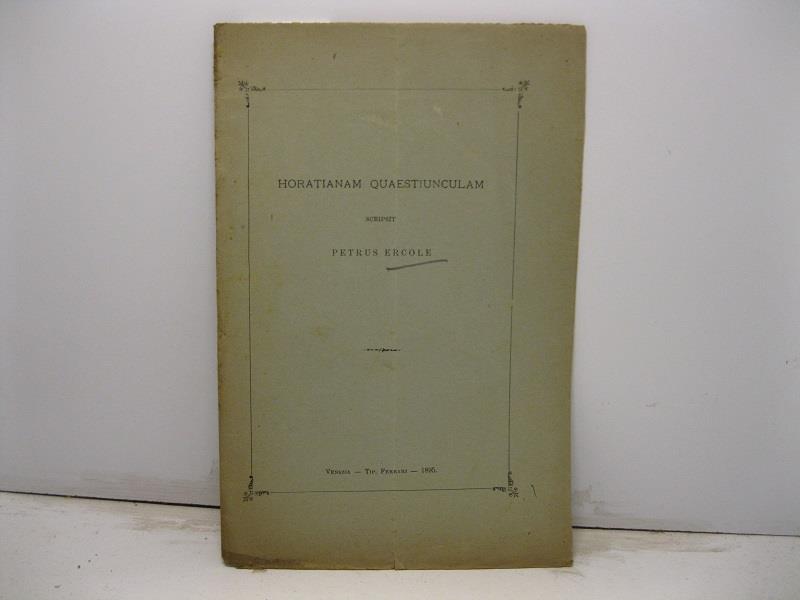 HORATIANAM QUAESTIUNCULAM
SCRIPSIT
PETRUS ERCOLE
VENEZIA — TIP. FERRARI — 1895.